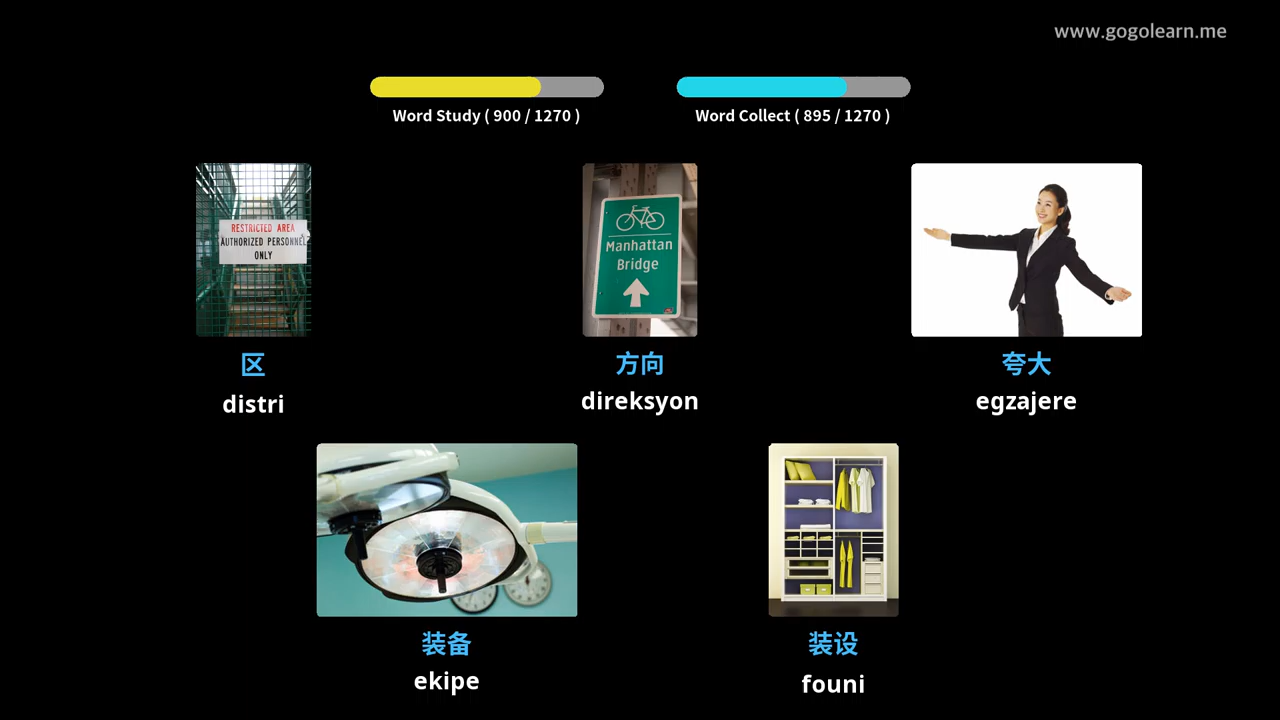 www.gogolearn.me
Word Study ( 900 / 1270 )
Word Collect ( 895 / 1270 )
RESTRICTED AREA
AUTHORIZED PERSONNEL
ONLY
Manhattan
Bridge
区
distri
方向
direksyon
夸大
egzajere
装备
ekipe
装设
founi